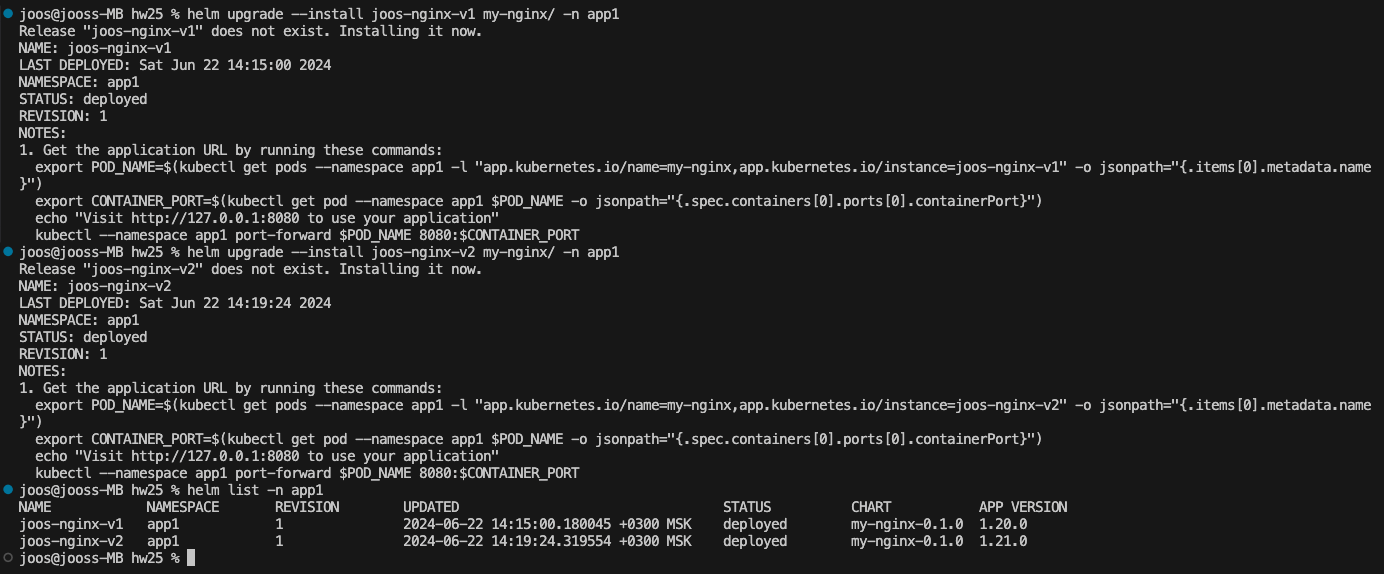 joos@jooss-MB hw25 % helm upgrade --install joos-nginx-v1 my-nginx/ -n app1
Release "joos-nginx-v1" does not exist. Installing it now.
NAME: joos-nginx-v1
LAST DEPLOYED: Sat Jun 22 14:15:00 2024
NAMESPACE: app1
STATUS: deployed
REVISION: 1
NOTES:
1. Get the application URL by running these commands:
  export POD_NAME=$(kubectl get pods --namespace app1 -l "app.kubernetes.io/name=my-nginx,app.kubernetes.io/instance=joos-nginx-v1" -o jsonpath="{.items[0].metadata.name
}")
  export CONTAINER_PORT=$(kubectl get pod --namespace app1 $POD_NAME -o jsonpath="{.spec.containers[0].ports[0].containerPort}")
  echo "Visit http://127.0.0.1:8080 to use your application"
  kubectl --namespace app1 port-forward $POD_NAME 8080:$CONTAINER_PORT
joos@jooss-MB hw25 % helm upgrade --install joos-nginx-v2 my-nginx/ -n app1
Release "joos-nginx-v2" does not exist. Installing it now.
NAME: joos-nginx-v2
LAST DEPLOYED: Sat Jun 22 14:19:24 2024
NAMESPACE: app1
STATUS: deployed
REVISION: 1
NOTES:
1. Get the application URL by running these commands:
  export POD_NAME=$(kubectl get pods --namespace app1 -l "app.kubernetes.io/name=my-nginx,app.kubernetes.io/instance=joos-nginx-v2" -o jsonpath="{.items[0].metadata.name
}")
  export CONTAINER_PORT=$(kubectl get pod --namespace app1 $POD_NAME -o jsonpath="{.spec.containers[0].ports[0].containerPort}")
  echo "Visit http://127.0.0.1:8080 to use your application"
  kubectl --namespace app1 port-forward $POD_NAME 8080:$CONTAINER_PORT
joos@jooss-MB hw25 % helm list -n app1
NAME            NAMESPACE       REVISION        UPDATED                                 STATUS          CHART           APP VERSION
joos-nginx-v1   app1            1               2024-06-22 14:15:00.180045 +0300 MSK    deployed        my-nginx-0.1.0  1.20.0
joos-nginx-v2   app1            1               2024-06-22 14:19:24.319554 +0300 MSK    deployed        my-nginx-0.1.0  1.21.0
joos@jooss-MB hw25 %